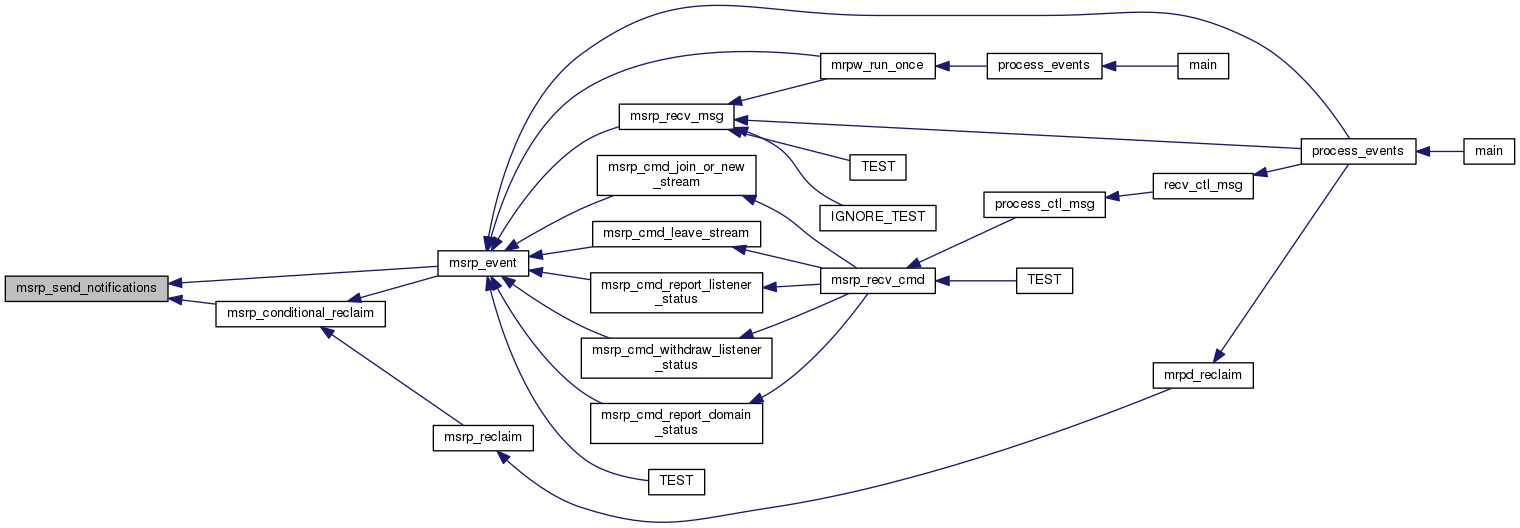 mrpw_run_once
process_events
main
msrp_recv_msg
process_events
main
msrp_cmd_join_or_new
_stream
TEST
recv_ctl_msg
process_ctl_msg
IGNORE_TEST
msrp_cmd_leave_stream
msrp_event
msrp_send_notifications
msrp_cmd_report_listener
_status
msrp_recv_cmd
TEST
msrp_conditional_reclaim
msrp_cmd_withdraw_listener
_status
mrpd_reclaim
msrp_cmd_report_domain
_status
msrp_reclaim
TEST